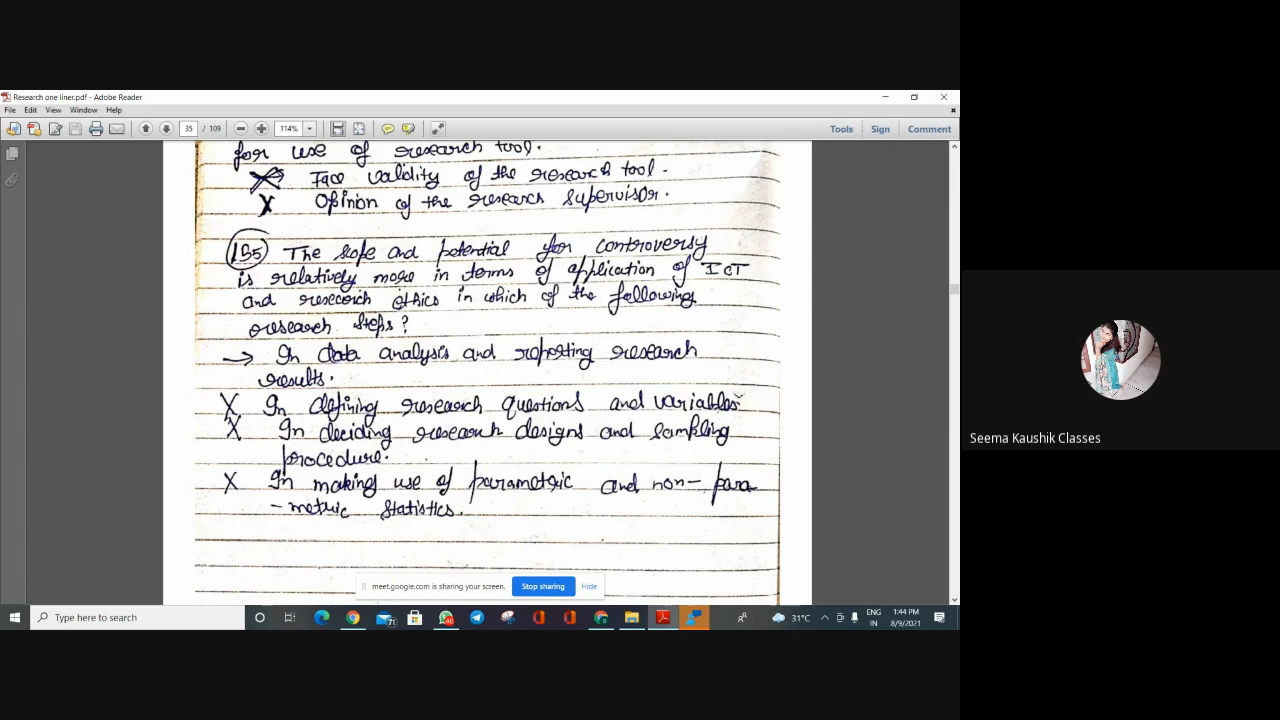 Research one liner.pdf - Adobe Reader
File Edit View Window Help
35 / 109 114% Tools Sign Comment
for use of research tool.
X Face validity of the research tool.
X Opinion of the research supervisor.
135 The slope and potential for controversy
is relatively more in terms of application of ICT
and research ethics in which of the following
research steps?
→ In data analysis and reporting research
results.
X In defining research questions and variables
X In deciding research designs and sampling
procedure.
X In making use of parametric and non-para
-metric statistics.
meet.google.com is sharing your screen. Stop sharing Hide
Seema Kaushik Classes
Type here to search 71 31°C ENG 1:44 PM
IN 8/9/2021